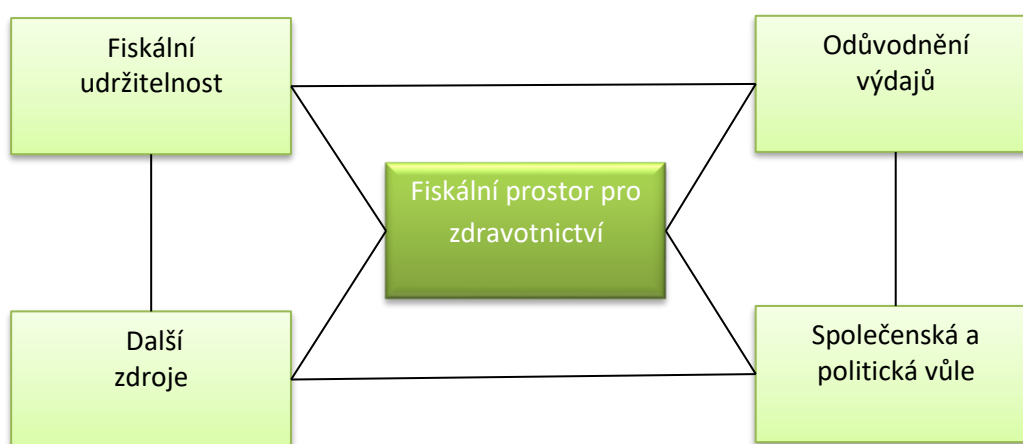 Fiskální
udržitelnost
Odůvodnění
výdajů
Fiskální prostor pro
zdravotnictví
Další
zdroje
Společenská a
politická vůle